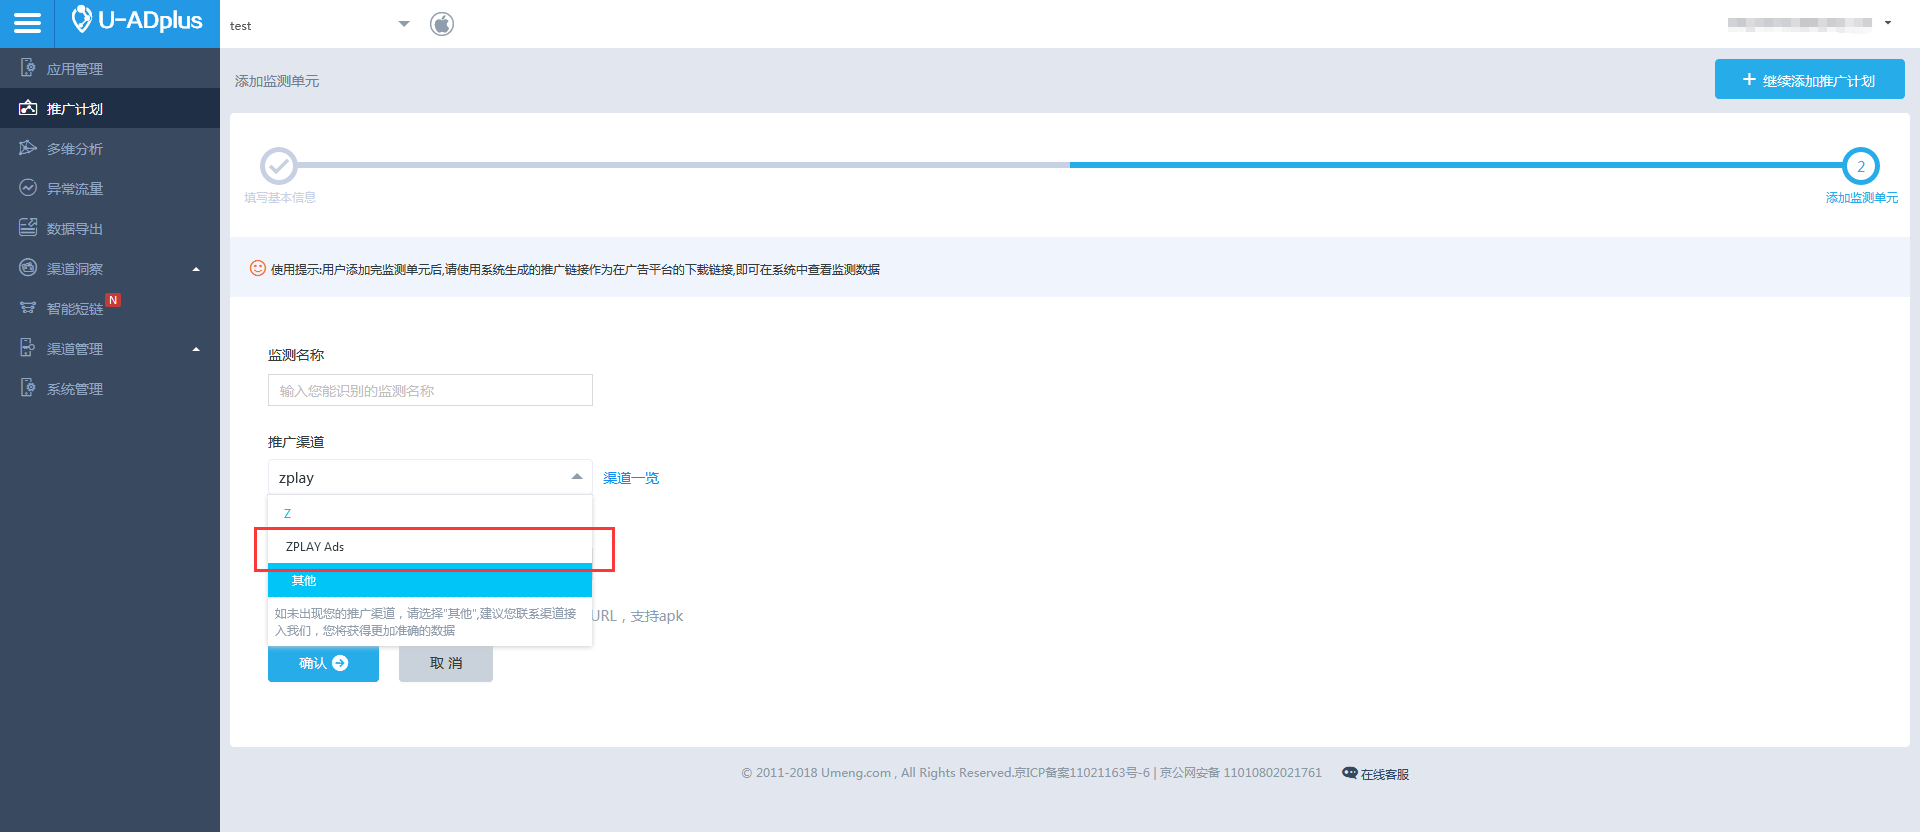 U-ADplus
test
应用管理
推广计划
多维分析
异常流量
数据导出
渠道洞察
智能短链 N
渠道管理
系统管理
添加监测单元
+ 继续添加推广计划
2
填写基本信息
添加监测单元
使用提示:用户添加完监测单元后,请使用系统生成的推广链接作为在广告平台的下载链接,即可在系统中查看监测数据
监测名称
输入您能识别的监测名称
推广渠道
zplay
渠道一览
Z
ZPLAY Ads
其他
如未出现您的推广渠道，请选择"其他",建议您联系渠道接
入我们，您将获得更加准确的数据
URL，支持apk
确认
取 消
© 2011-2018 Umeng.com , All Rights Reserved.京ICP备案11021163号-6 | 京公网安备 11010802021761
在线客服